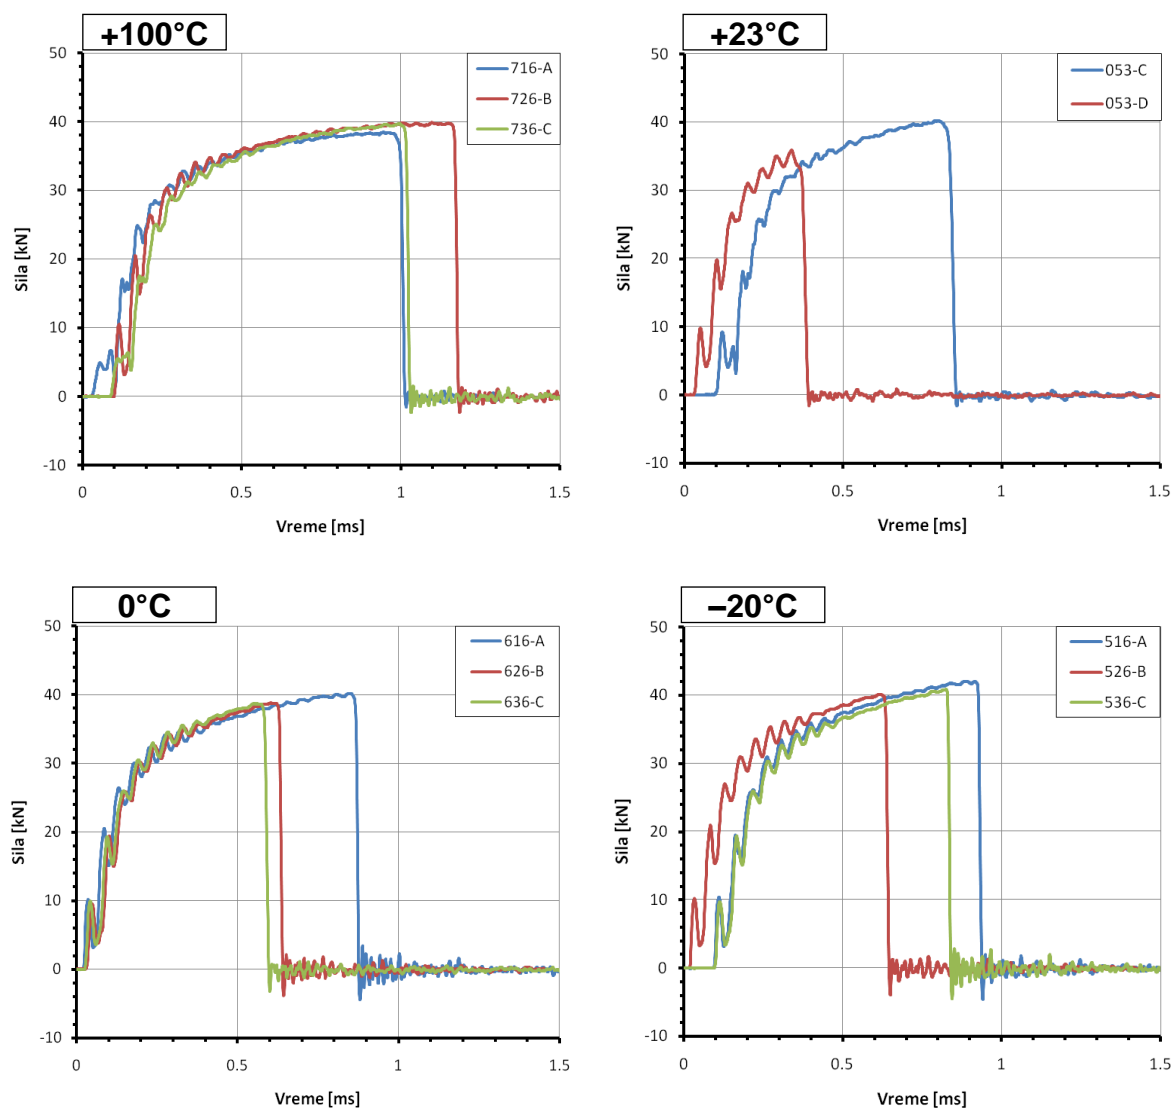 +100°C
50
40
30
20
10
0
-10
Sila [kN]
716-A
726-B
736-C
0
0.5
1
1.5
Vreme [ms]
+23°C
50
40
30
20
10
0
-10
Sila [kN]
053-C
053-D
0
0.5
1
1.5
Vreme [ms]
0°C
50
40
30
20
10
0
-10
Sila [kN]
616-A
626-B
636-C
0
0.5
1
1.5
Vreme [ms]
–20°C
50
40
30
20
10
0
-10
Sila [kN]
516-A
526-B
536-C
0
0.5
1
1.5
Vreme [ms]